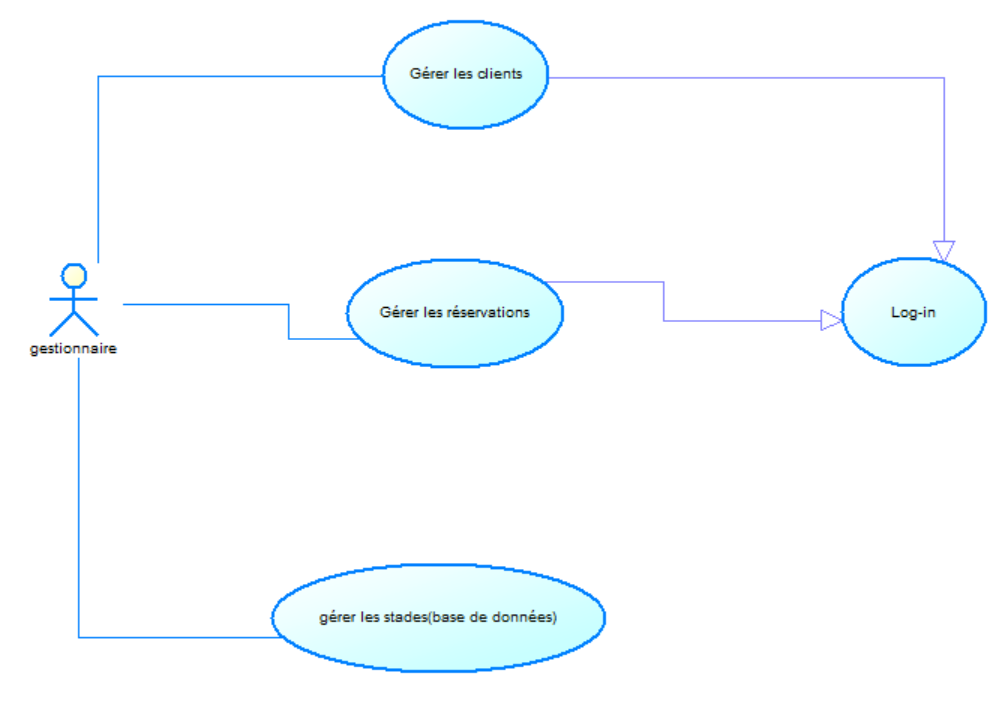 Gérer les clients
Gérer les réservations
Log-in
gestionnaire
gérer les stades(base de données)